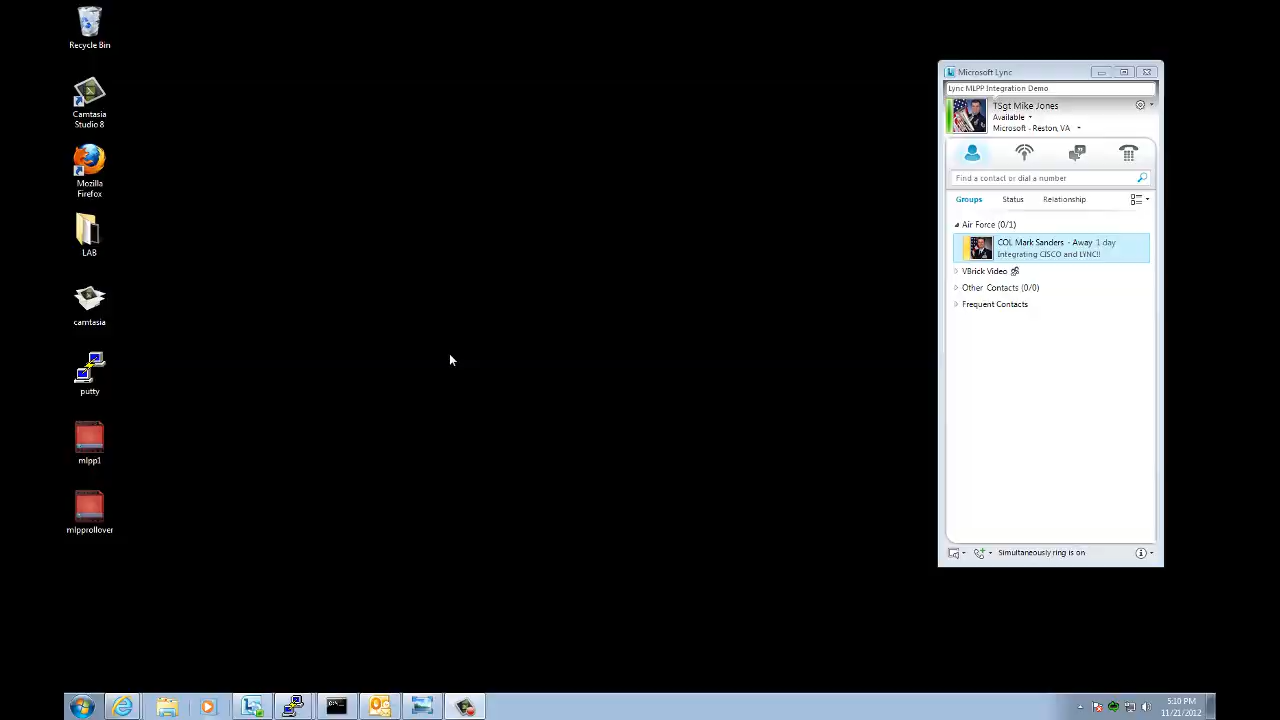 Recycle Bin
Camtasia
Studio 8
Mozilla
Firefox
LAB
camtasia
putty
mlpp1
mlpprollover
Microsoft Lync
Lync MLPP Integration Demo
TSgt Mike Jones
Available
Microsoft - Reston, VA
Find a contact or dial a number
Groups Status Relationship
Air Force (0/1)
COL Mark Sanders - Away 1 day
Integrating CISCO and LYNC!!
VBrick Video
Other Contacts (0/0)
Frequent Contacts
Simultaneously ring is on
5:10 PM
11/21/2012